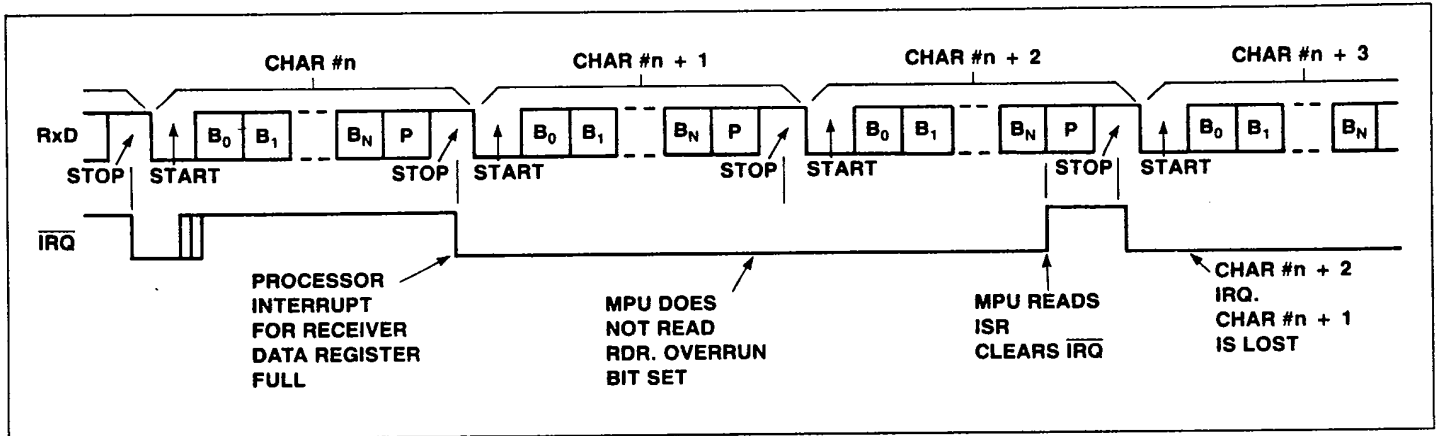 CHAR #n CHAR #n + 1 CHAR #n + 2 CHAR #n + 3
RxD B0 B1 BN P B0 B1 BN P B0 B1 BN P B0 B1 BN
STOP START STOP START STOP START STOP START
IRQ
PROCESSOR
INTERRUPT
FOR RECEIVER
DATA REGISTER
FULL
MPU DOES
NOT READ
RDR. OVERRUN
BIT SET
MPU READS
ISR
CLEARS IRQ
CHAR #n + 2
IRQ.
CHAR #n + 1
IS LOST